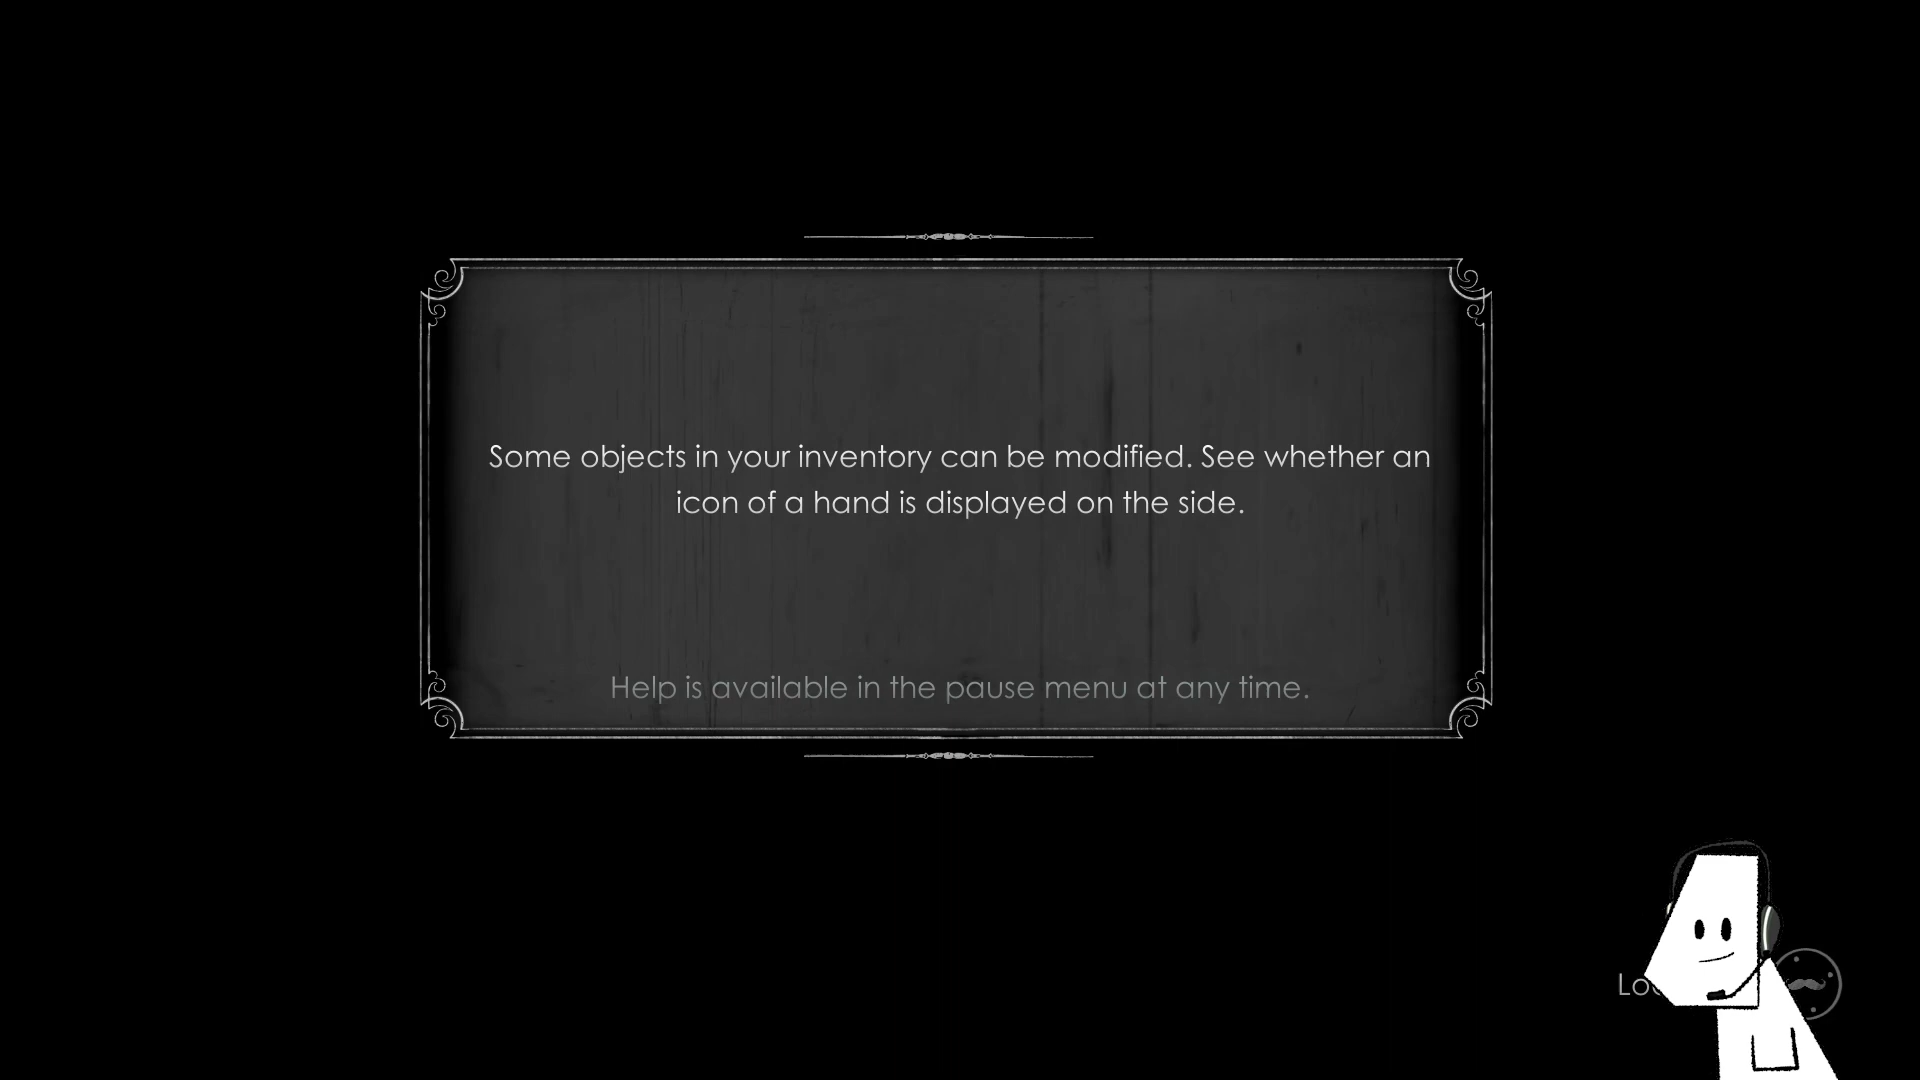 Some objects in your inventory can be modified. See whether an
icon of a hand is displayed on the side.
Help is available in the pause menu at any time.